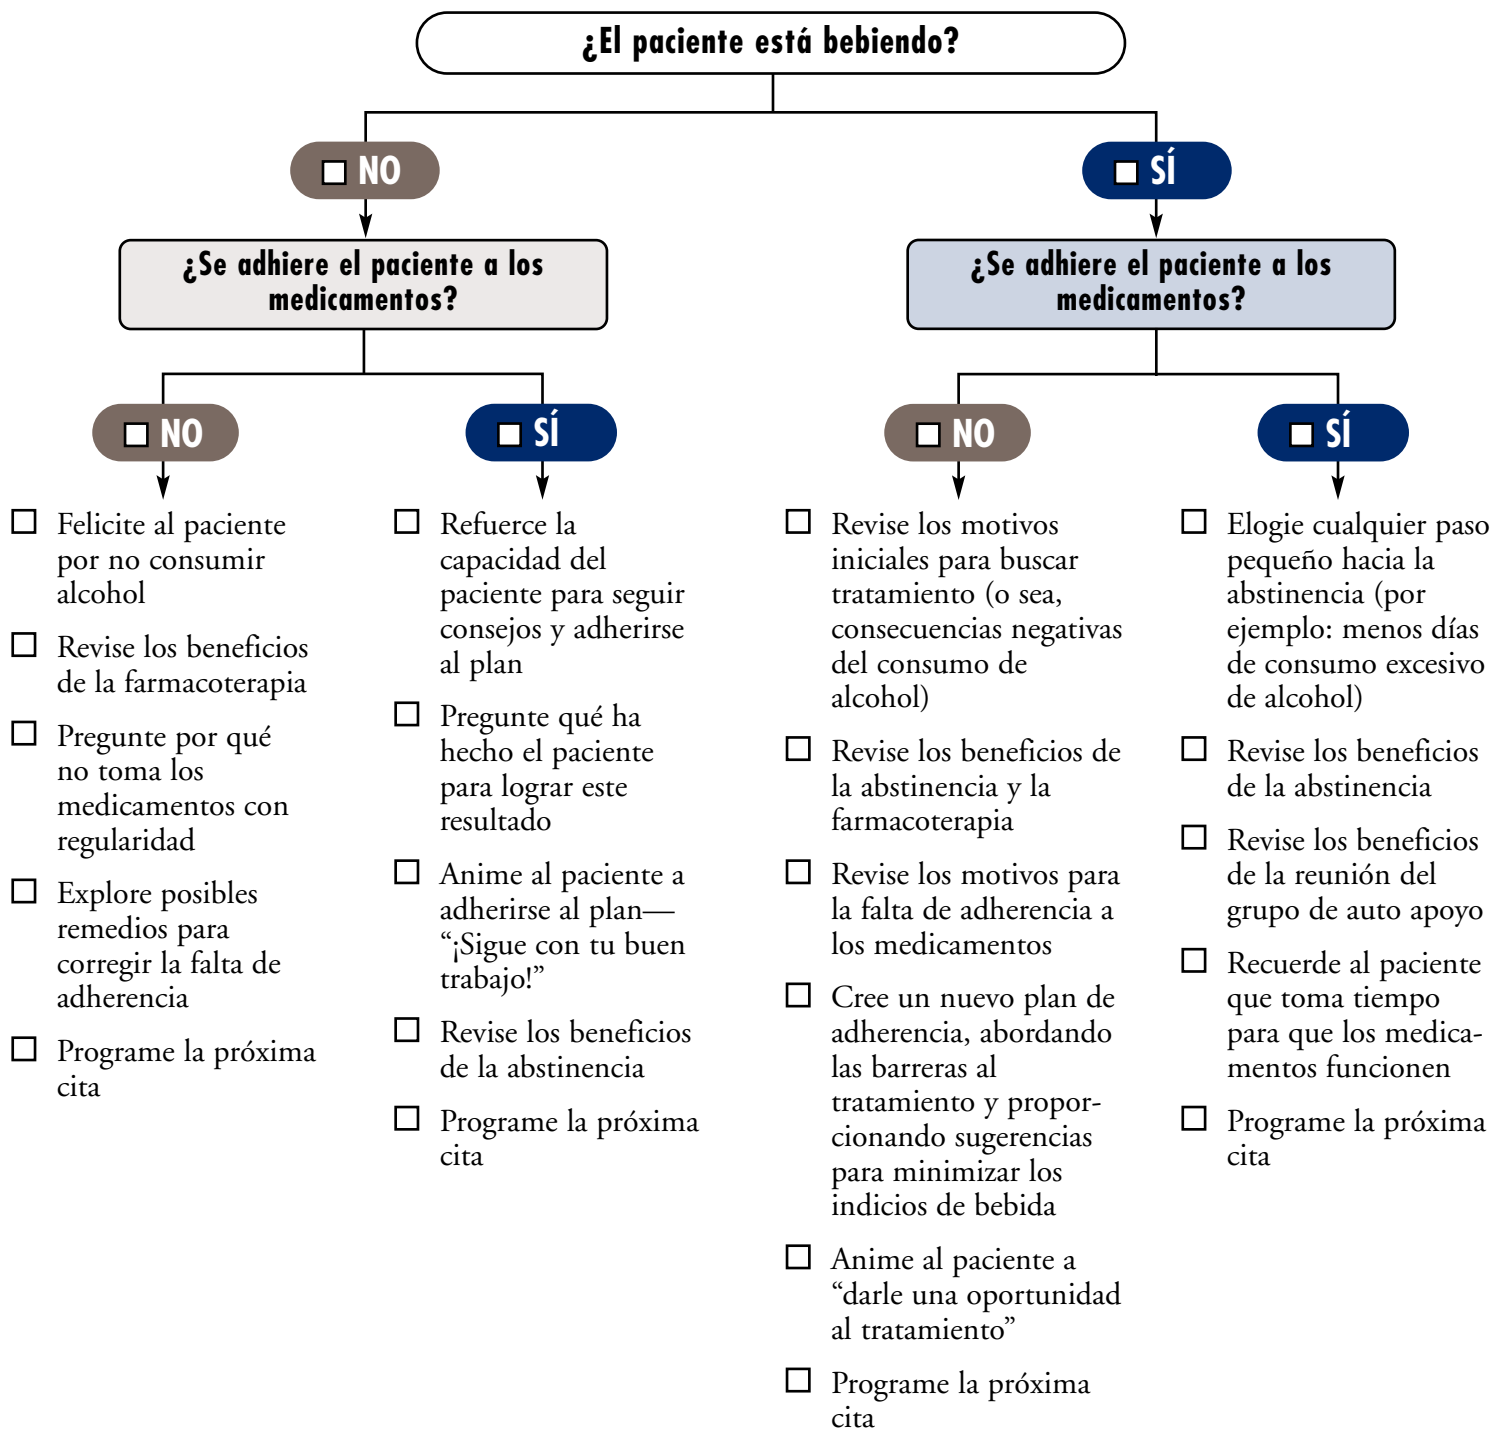 ¿El paciente está bebiendo?
NO
SÍ
¿Se adhiere el paciente a los
medicamentos?
¿Se adhiere el paciente a los
medicamentos?
NO
SÍ
NO
SÍ
Felicite al paciente
por no consumir
alcohol
Revise los beneficios
de la farmacoterapia
Pregunte por qué
no toma los
medicamentos con
regularidad
Explore posibles
remedios para
corregir la falta de
adherencia
Programe la próxima
cita
Refuerce la
capacidad del
paciente para seguir
consejos y adherirse
al plan
Pregunte qué ha
hecho el paciente
para lograr este
resultado
Anime al paciente a
adherirse al plan—
“¡Sigue con tu buen
trabajo!”
Revise los beneficios
de la abstinencia
Programe la próxima
cita
Revise los motivos
iniciales para buscar
tratamiento (o sea,
consecuencias negativas
del consumo de
alcohol)
Revise los beneficios de
la abstinencia y la
farmacoterapia
Revise los motivos para
la falta de adherencia a
los medicamentos
Cree un nuevo plan de
adherencia, abordando
las barreras al
tratamiento y propor-
cionando sugerencias
para minimizar los
indicios de bebida
Anime al paciente a
“darle una oportunidad
al tratamiento”
Programe la próxima
cita
Elogie cualquier paso
pequeño hacia la
abstinencia (por
ejemplo: menos días
de consumo excesivo
de alcohol)
Revise los beneficios
de la abstinencia
Revise los beneficios
de la reunión del
grupo de auto apoyo
Recuerde al paciente
que toma tiempo
para que los medica-
mentos funcionen
Programe la próxima
cita